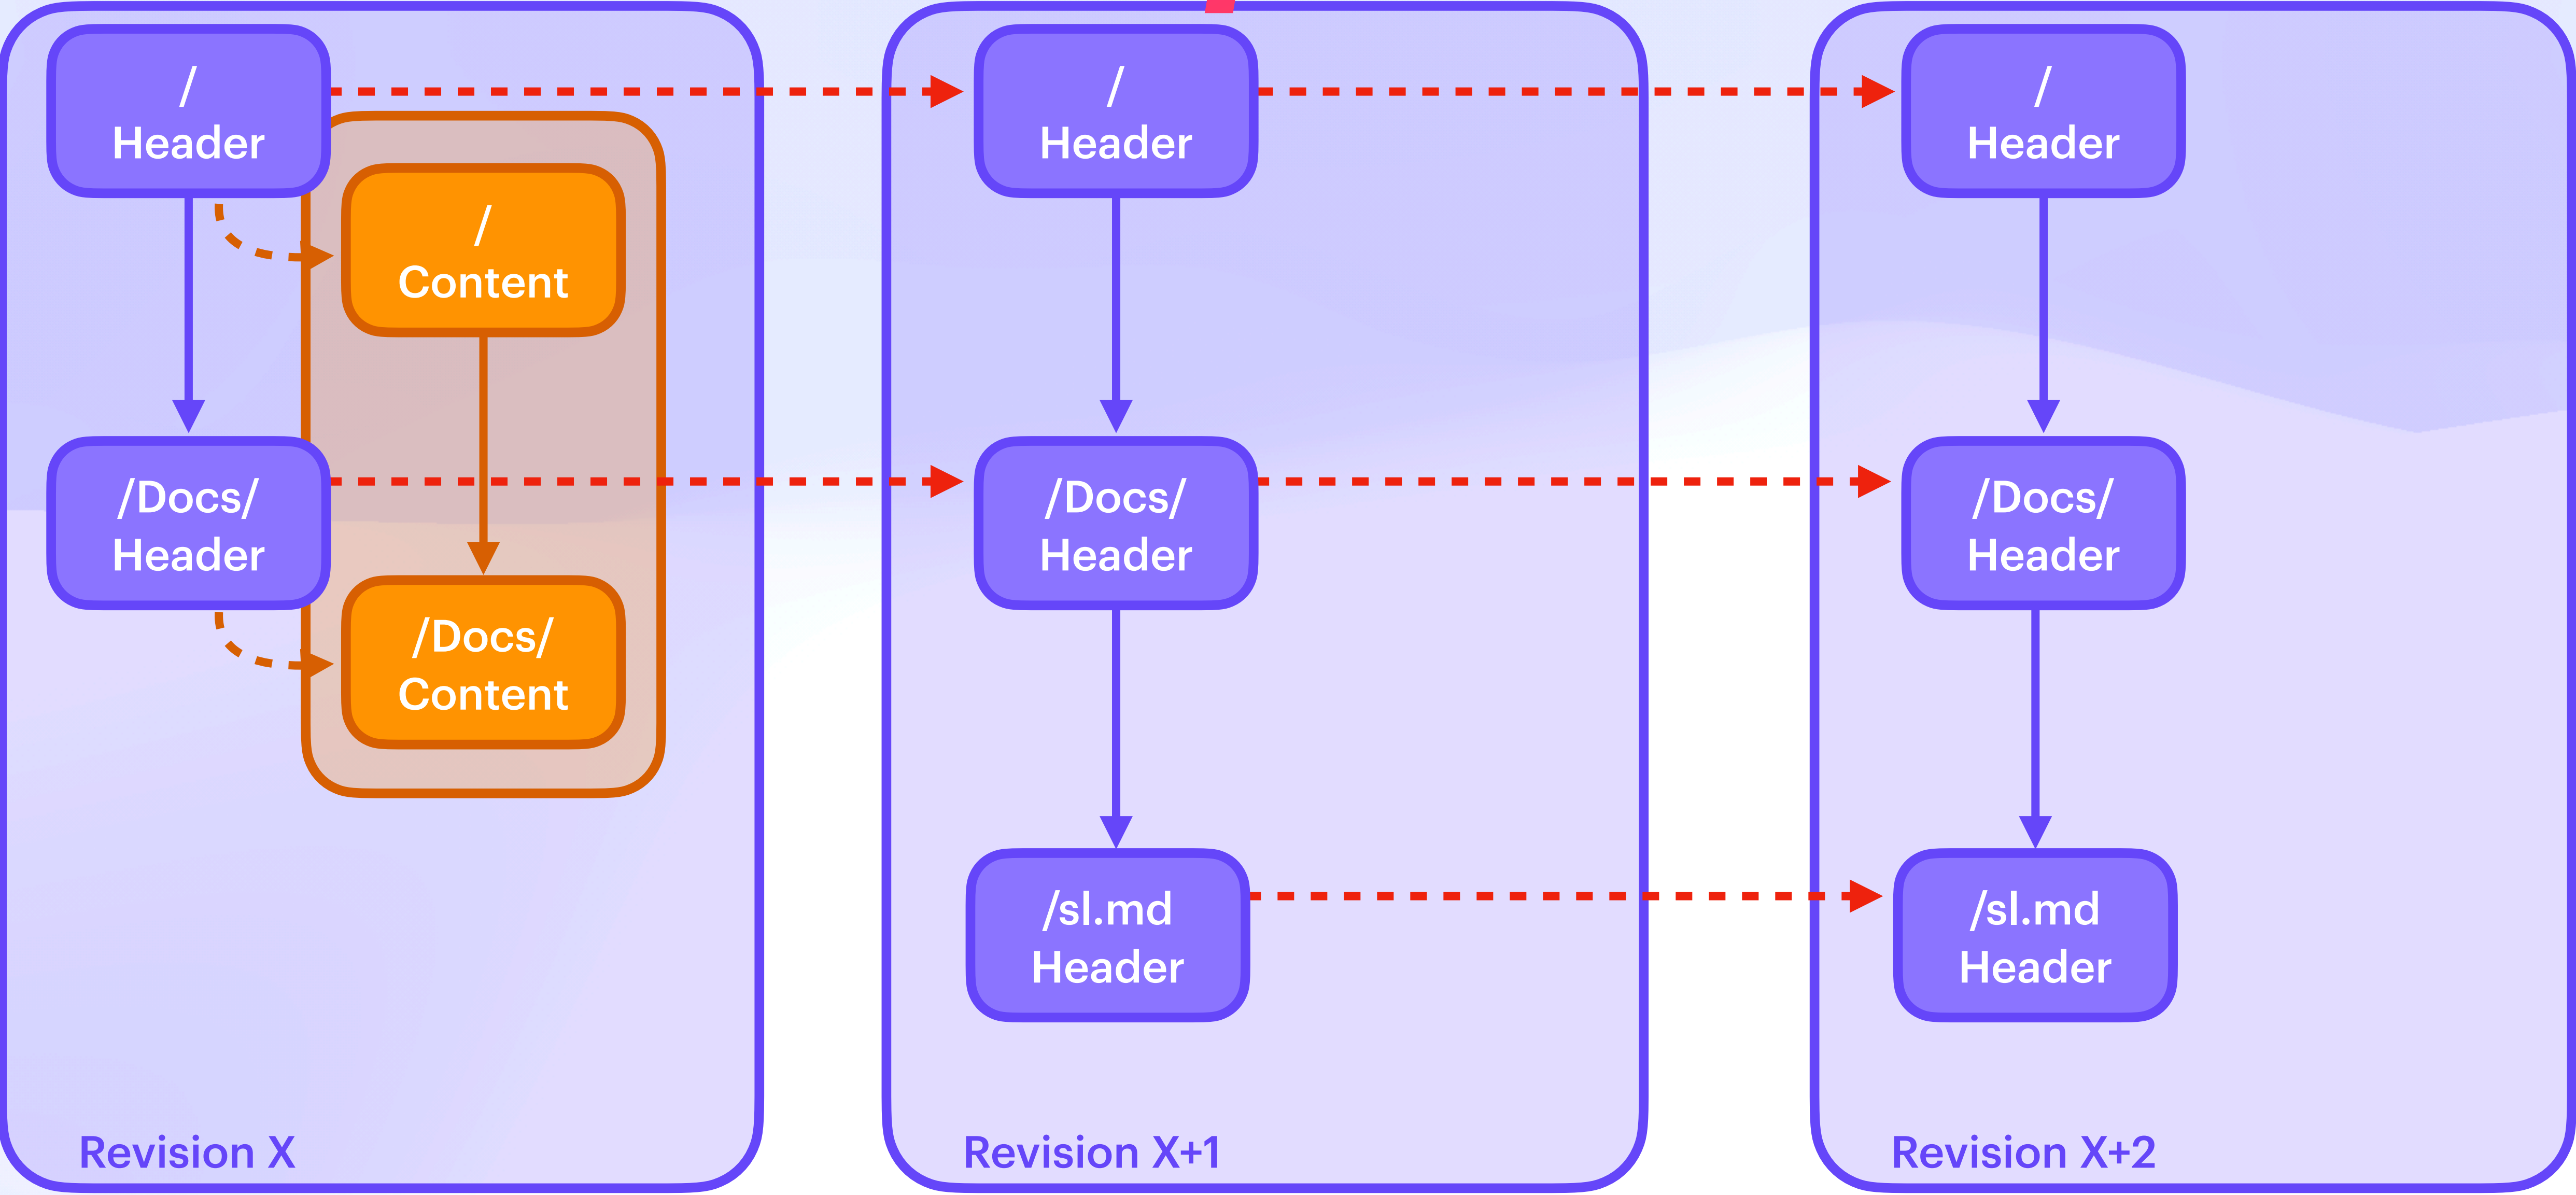 /
Header
/
Content
/Docs/
Header
/Docs/
Content
Revision X
/
Header
/Docs/
Header
/sl.md
Header
Revision X+1
/
Header
/Docs/
Header
/sl.md
Header
Revision X+2